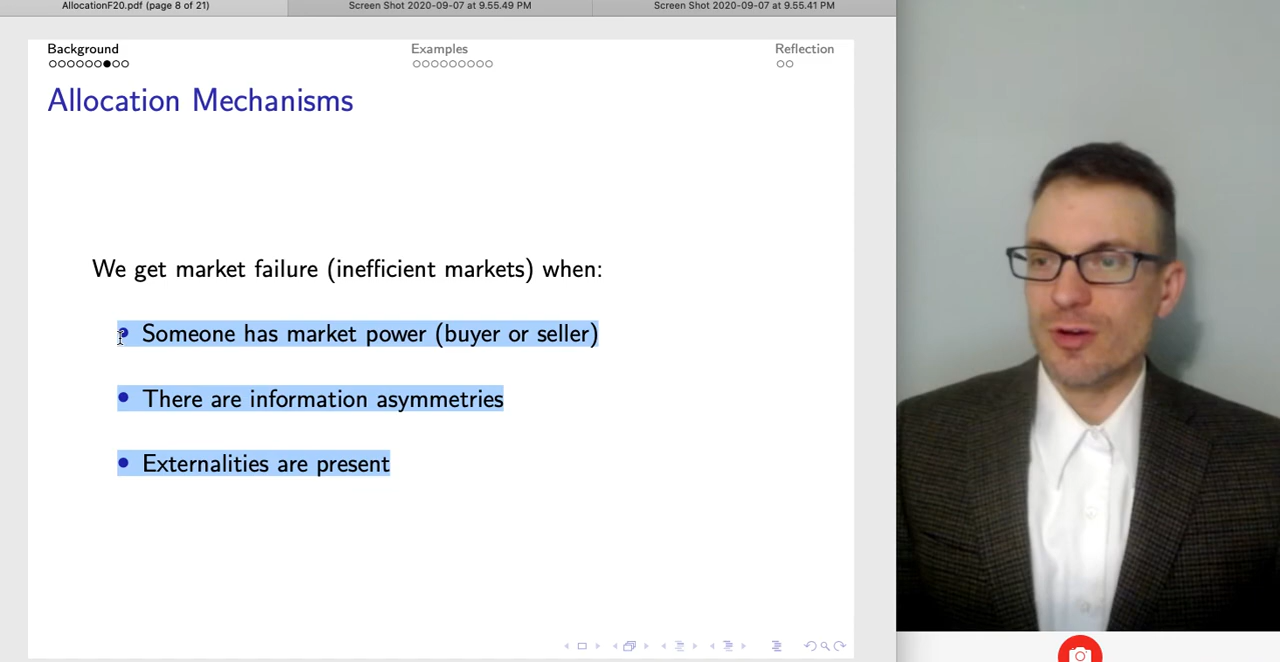 AllocationF20.pdf (page 8 of 21)
Screen Shot 2020-09-07 at 9.55.49 PM
Screen Shot 2020-09-07 at 9.55.41 PM
Background
Examples
Reflection
Allocation Mechanisms
We get market failure (inefficient markets) when:
Someone has market power (buyer or seller)
There are information asymmetries
Externalities are present